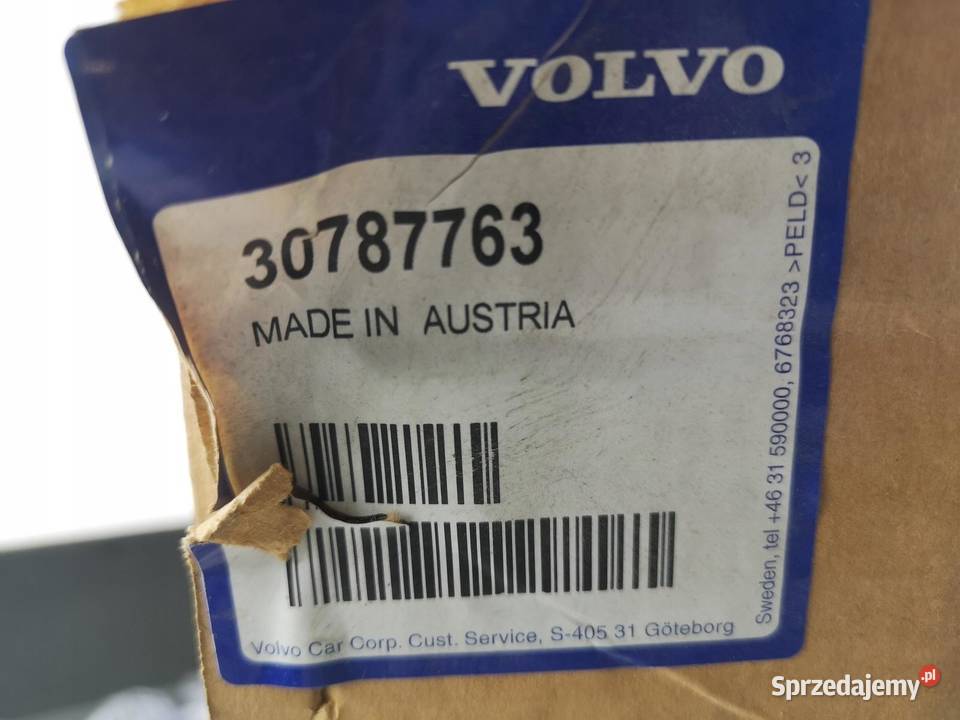 VOLVO
30787763
MADE IN AUSTRIA
Volvo Car Corp. Cust. Service, S-405 31 Göteborg
Sweden, tel +46 31 590000, 6768323 >PELD< 3
Sprzedajemy.pl